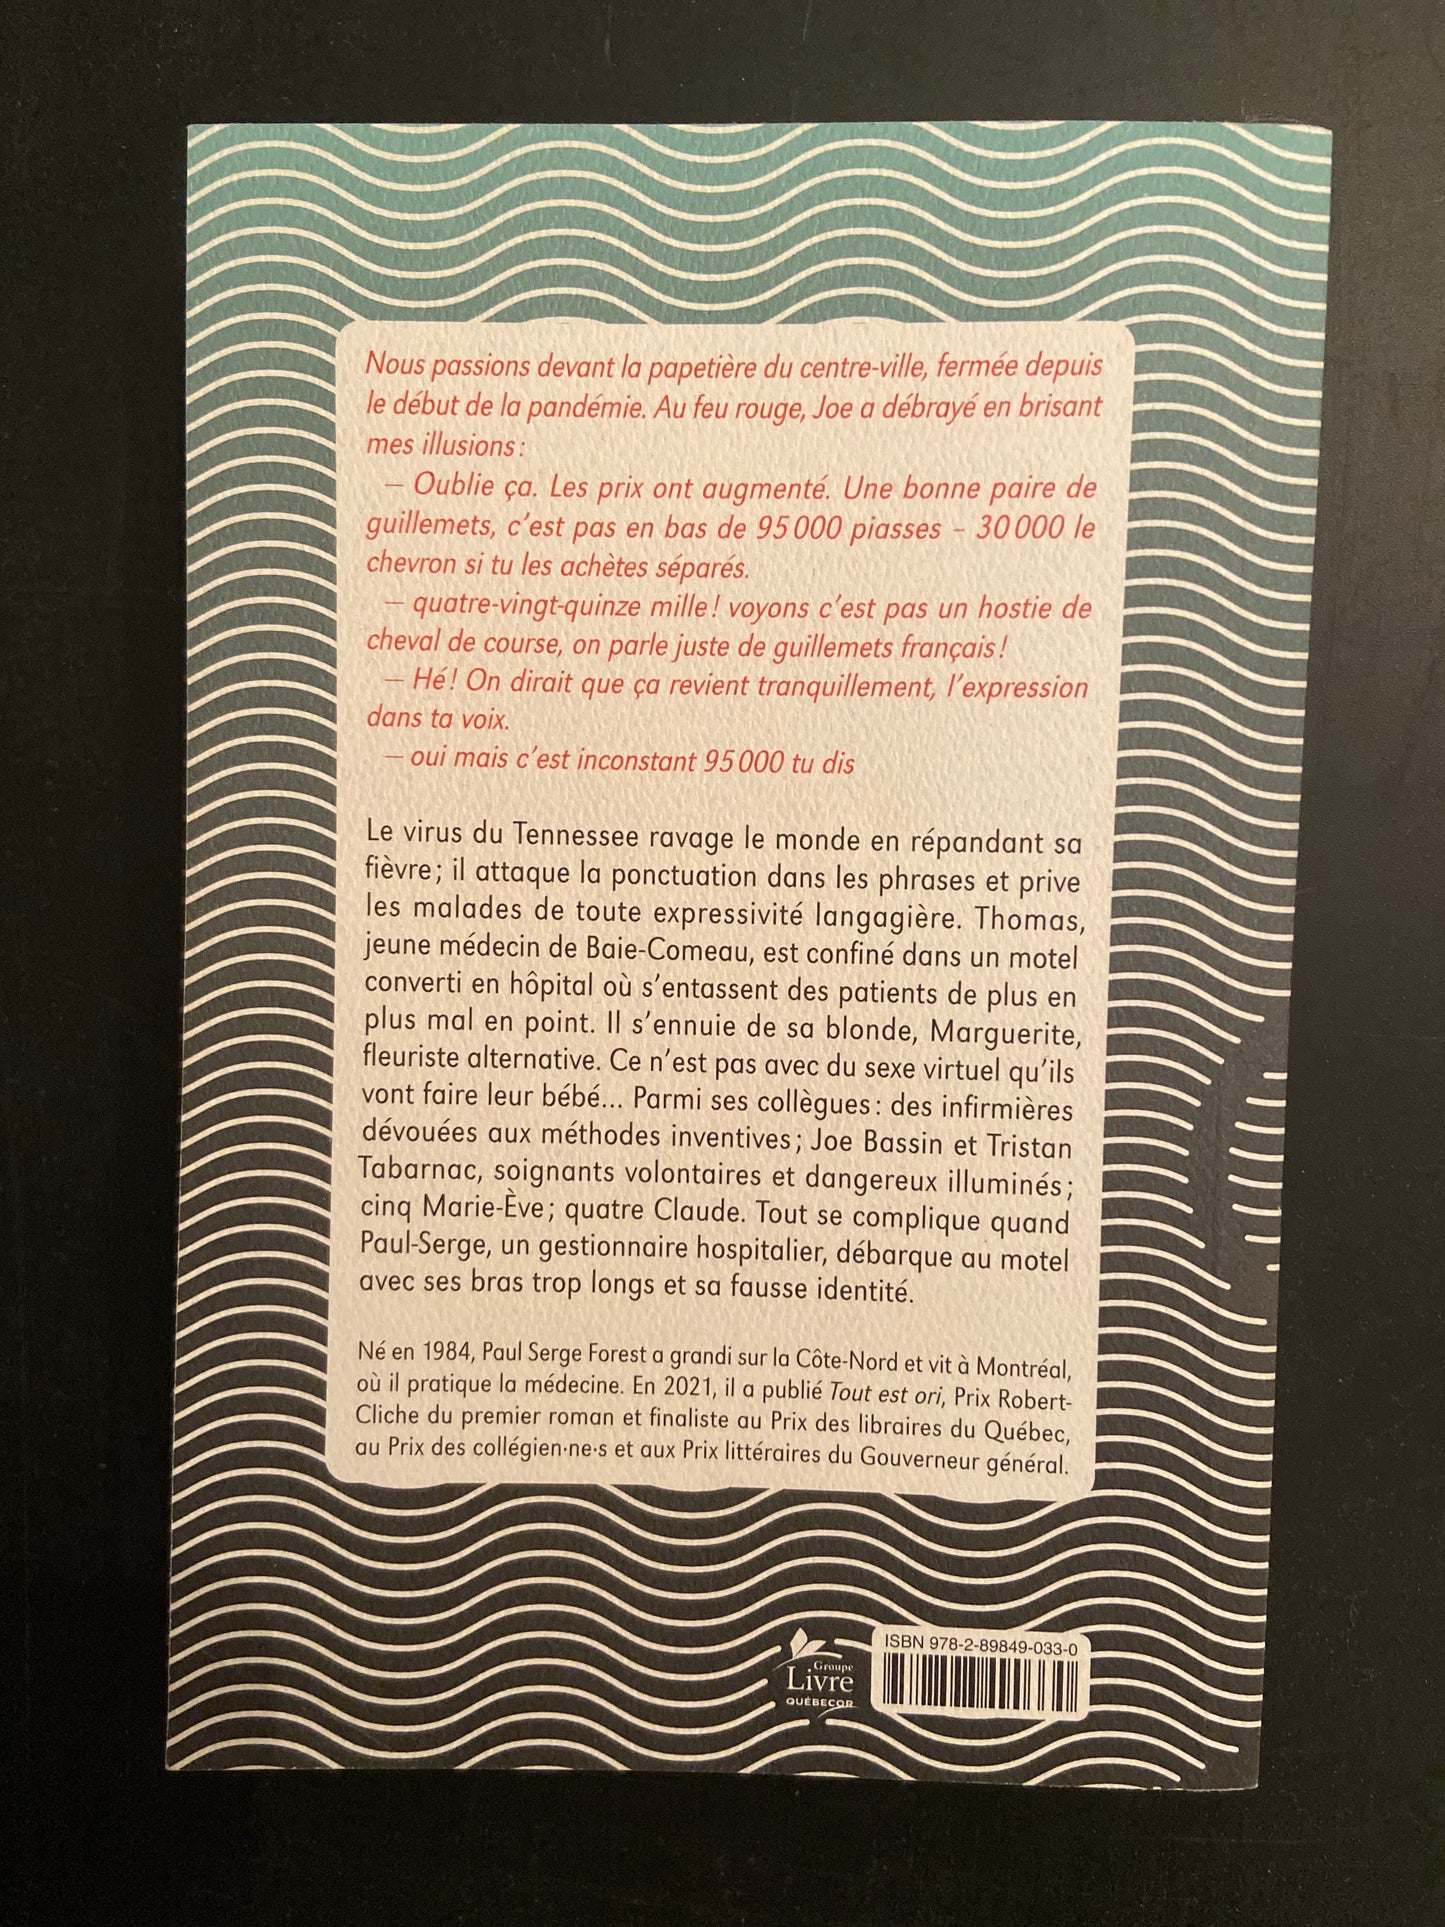 Nous passions devant la papetière du centre-ville, fermée depuis
le début de la pandémie. Au feu rouge, Joe a débrayé en brisant
mes illusions :
– Oublie ça. Les prix ont augmenté. Une bonne paire de
guillemets, c'est pas en bas de 95 000 piasses – 30 000 le
chevron si tu les achètes séparés.
– quatre-vingt-quinze mille ! voyons c'est pas un hostie de
cheval de course, on parle juste de guillemets français !
– Hé ! On dirait que ça revient tranquillement, l'expression
dans ta voix.
– oui mais c'est inconstant 95 000 tu dis
Le virus du Tennessee ravage le monde en répandant sa
fièvre ; il attaque la ponctuation dans les phrases et prive
les malades de toute expressivité langagière. Thomas,
jeune médecin de Baie-Comeau, est confiné dans un motel
converti en hôpital où s'entassent des patients de plus en
plus mal en point. Il s'ennuie de sa blonde, Marguerite,
fleuriste alternative. Ce n'est pas avec du sexe virtuel qu'ils
vont faire leur bébé... Parmi ses collègues : des infirmières
dévouées aux méthodes inventives ; Joe Bassin et Tristan
Tabarnac, soignants volontaires et dangereux illuminés ;
cinq Marie-Ève ; quatre Claude. Tout se complique quand
Paul-Serge, un gestionnaire hospitalier, débarque au motel
avec ses bras trop longs et sa fausse identité.
Né en 1984, Paul Serge Forest a grandi sur la Côte-Nord et vit à Montréal,
où il pratique la médecine. En 2021, il a publié Tout est ori, Prix Robert-
Cliche du premier roman et finaliste au Prix des libraires du Québec,
au Prix des collégien·ne·s et aux Prix littéraires du Gouverneur général.
Groupe
Livre
QUÉBECOR
ISBN 978-2-89849-033-0